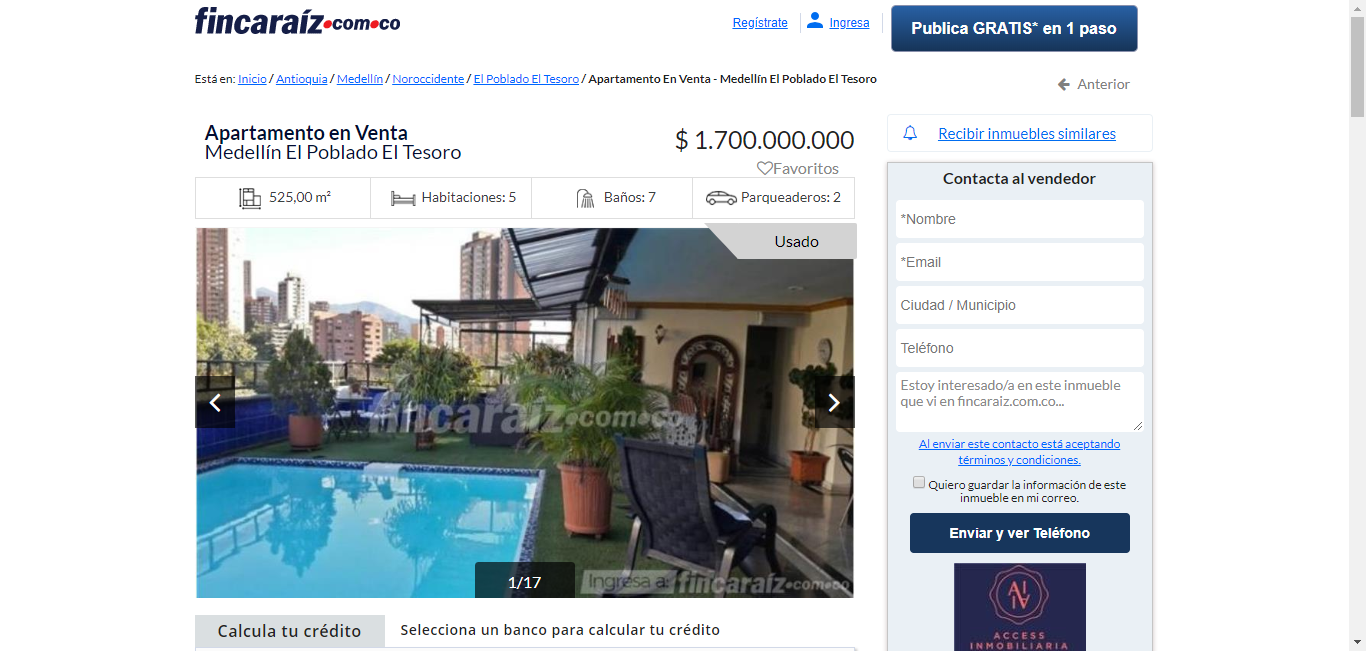 fincaraíz.com.co
Regístrate
Ingresa
Publica GRATIS* en 1 paso
Está en: Inicio / Antioquia / Medellín / Noroccidente / El Poblado El Tesoro / Apartamento En Venta - Medellín El Poblado El Tesoro
Anterior
Apartamento en Venta
Medellín El Poblado El Tesoro
$ 1.700.000.000
Favoritos
525,00 m²
Habitaciones: 5
Baños: 7
Parqueaderos: 2
Usado
fincaraíz.com.co
1/17
Ingresa a: fincaraíz.com.co
Calcula tu crédito
Selecciona un banco para calcular tu crédito
Recibir inmuebles similares
Contacta al vendedor
*Nombre
*Email
Ciudad / Municipio
Teléfono
Estoy interesado/a en este inmueble
que vi en fincaraiz.com.co...
Al enviar este contacto está aceptando
términos y condiciones.
Quiero guardar la información de este
inmueble en mi correo.
Enviar y ver Teléfono
ACCESS
INMOBILIARIA